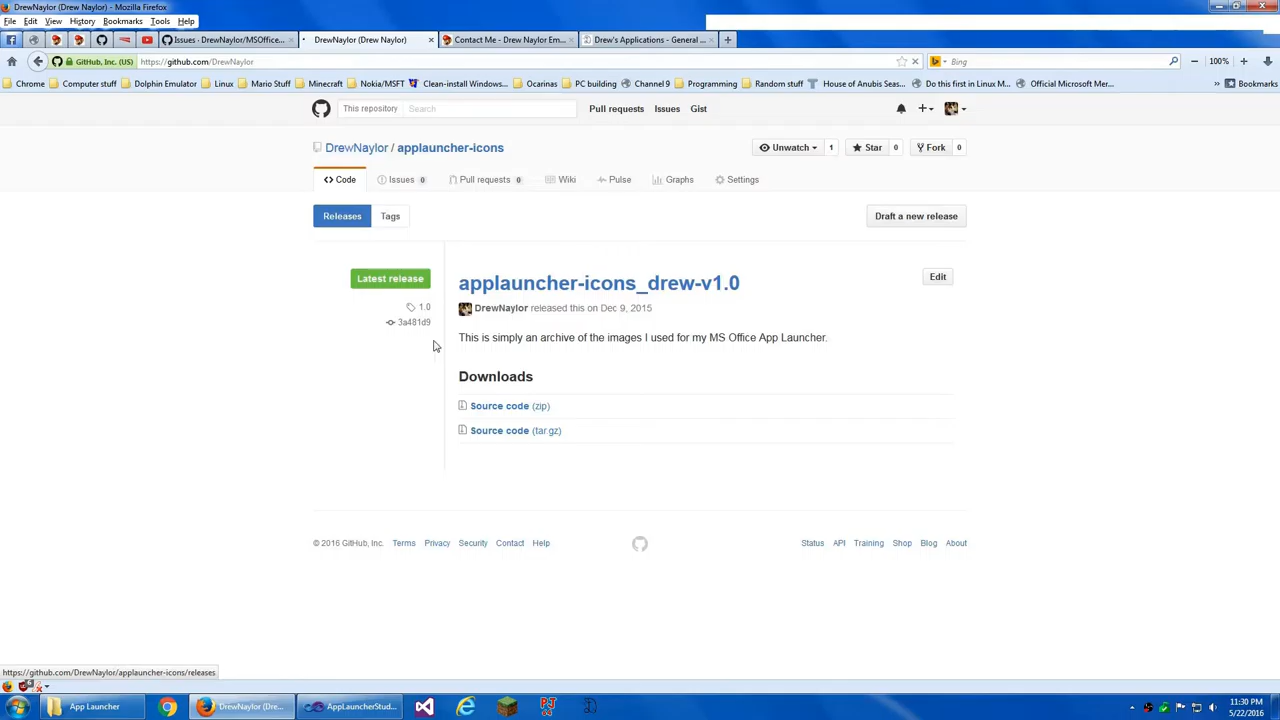 DrewNaylor (Drew Naylor) - Mozilla Firefox
File Edit View History Bookmarks Tools Help
Issues · DrewNaylor/MSOffice... × DrewNaylor (Drew Naylor) × Contact Me - Drew Naylor Em... × Drew's Applications - General ... × +
GitHub, Inc. (US) https://github.com/DrewNaylor Bing 100%
Chrome Computer stuff Dolphin Emulator Linux Mario Stuff Minecraft Nokia/MSFT Clean-install Windows... Ocarinas PC building Channel 9 Programming Random stuff House of Anubis Seas... Do this first in Linux M... Official Microsoft Mer... » Bookmarks
This repository Search Pull requests Issues Gist
DrewNaylor / applauncher-icons Unwatch 1 Star 0 Fork 0
Code Issues 0 Pull requests 0 Wiki Pulse Graphs Settings
Releases Tags Draft a new release
Latest release applauncher-icons_drew-v1.0 Edit
1.0 DrewNaylor released this on Dec 9, 2015
3a481d9
This is simply an archive of the images I used for my MS Office App Launcher.
Downloads
Source code (zip)
Source code (tar.gz)
© 2016 GitHub, Inc. Terms Privacy Security Contact Help Status API Training Shop Blog About
https://github.com/DrewNaylor/applauncher-icons/releases
App Launcher DrewNaylor (Dre... AppLauncherStud... 11:30 PM
5/22/2016